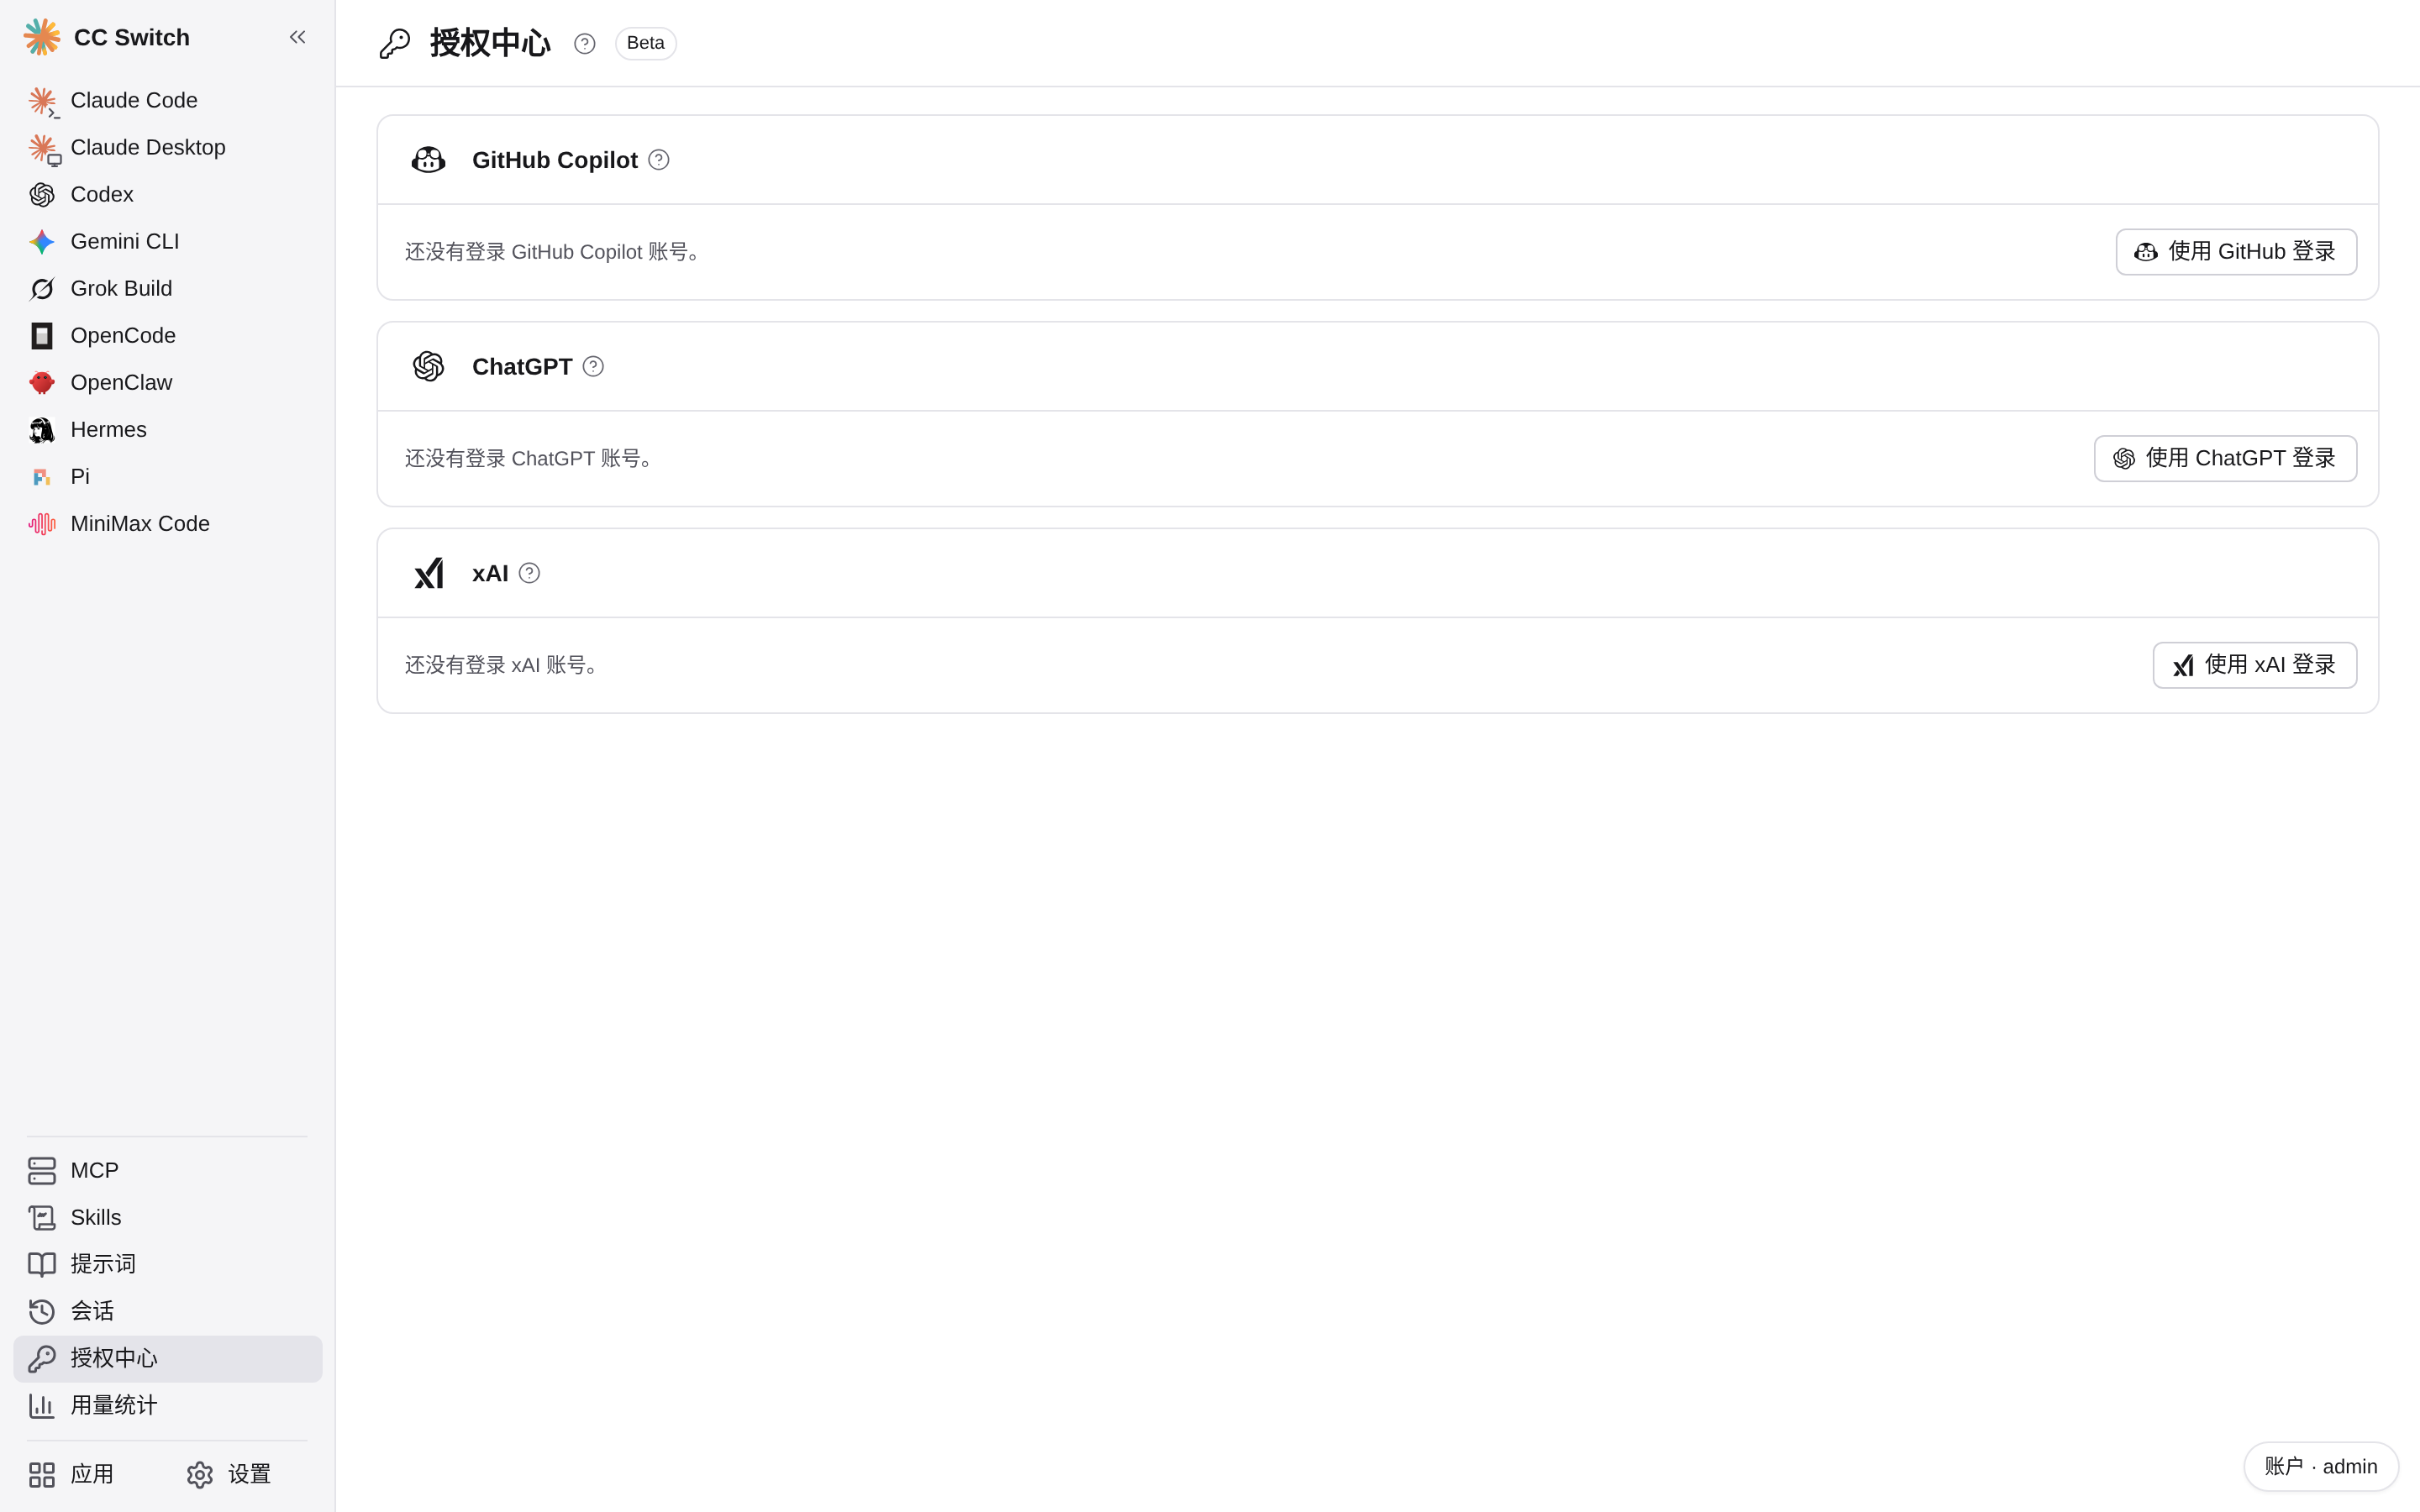 CC Switch
Claude Code
Claude Desktop
Codex
Gemini CLI
Grok Build
OpenCode
OpenClaw
Hermes
Pi
MiniMax Code
MCP
Skills
提示词
会话
授权中心
用量统计
应用
设置
授权中心 Beta
GitHub Copilot
还没有登录 GitHub Copilot 账号。
使用 GitHub 登录
ChatGPT
还没有登录 ChatGPT 账号。
使用 ChatGPT 登录
xAI
还没有登录 xAI 账号。
使用 xAI 登录
账户 · admin